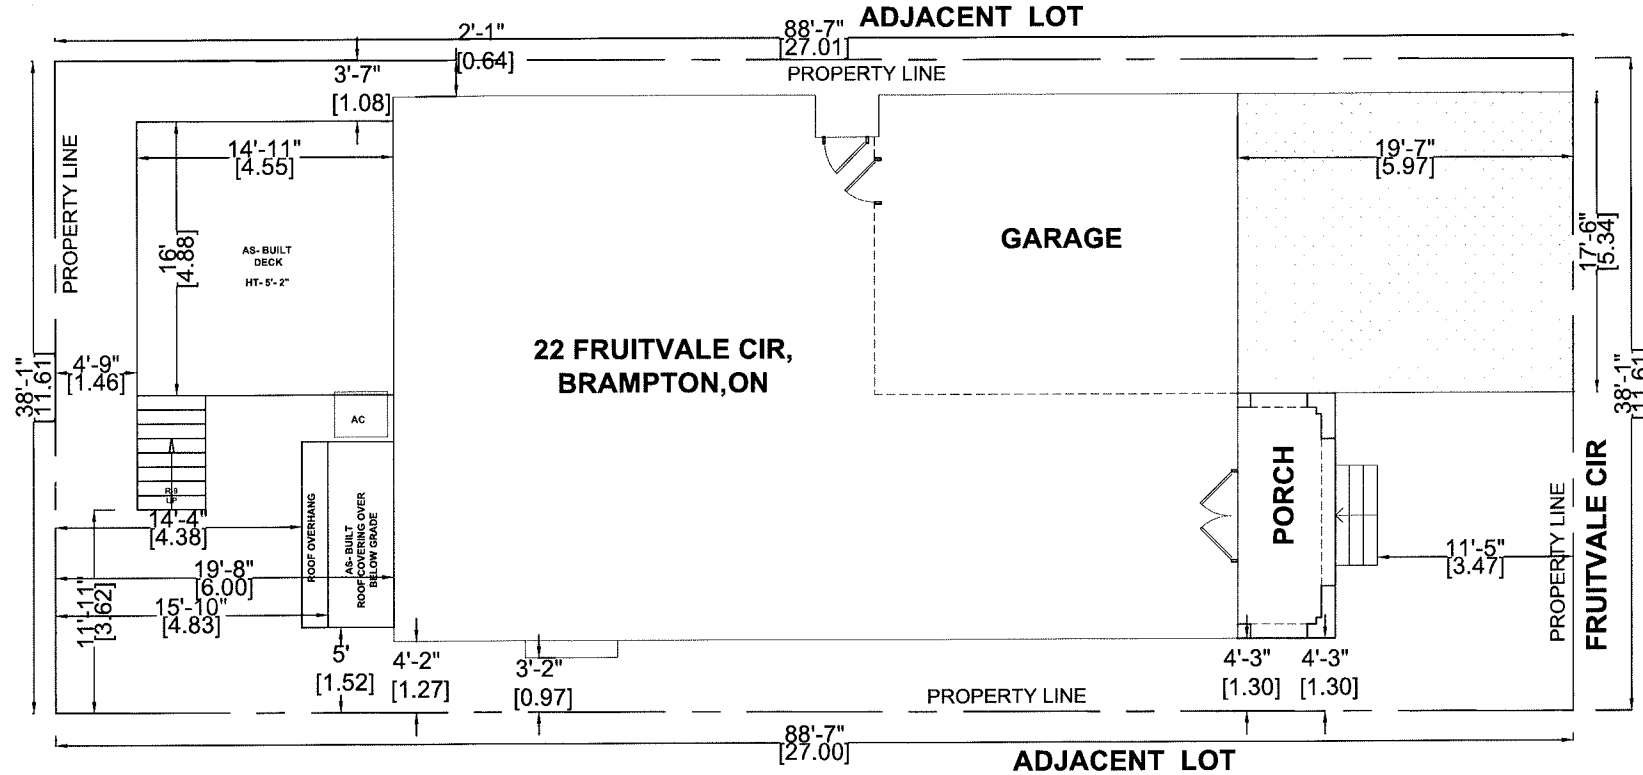 ADJACENT LOT
88'-7"
[27.01]
2'-1"
[0.64]
3'-7"
[1.08]
PROPERTY LINE
PROPERTY LINE
14'-11"
[4.55]
19'-7"
[5.97]
16'
[4.88]
AS-BUILT
DECK
HT-5'-2"
GARAGE
17'-6"
[5.34]
22 FRUITVALE CIR,
BRAMPTON,ON
38'-1"
[11.61]
4'-9"
[1.46]
38'-1"
[11.61]
AC
R-9
UP
ROOF OVERHANG
AS-BUILT
ROOF COVERING OVER
BELOW GRADE
PORCH
PROPERTY LINE
FRUITVALE CIR
14'-4"
[4.38]
19'-8"
[6.00]
15'-10"
[4.83]
11'-11"
[3.62]
11'-5"
[3.47]
5'
[1.52]
4'-2"
[1.27]
3'-2"
[0.97]
4'-3"
[1.30]
4'-3"
[1.30]
PROPERTY LINE
88'-7"
[27.00]
ADJACENT LOT